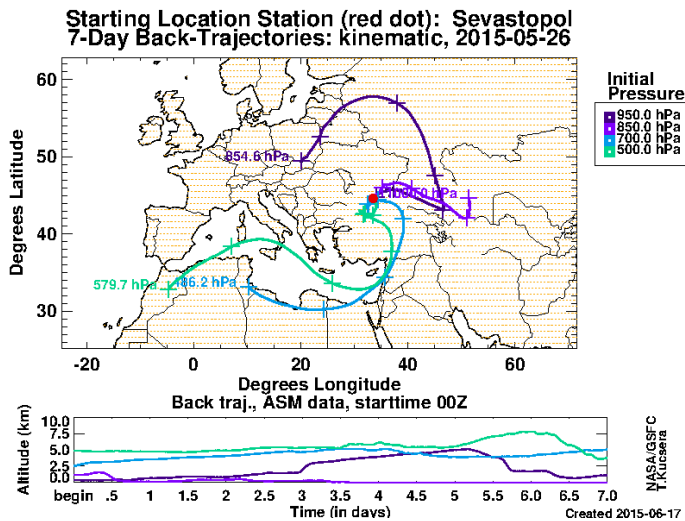 Starting Location Station (red dot): Sevastopol
7-Day Back-Trajectories: kinematic, 2015-05-26
Initial
Pressure
950.0 hPa
850.0 hPa
700.0 hPa
500.0 hPa
Degrees Latitude
60
50
40
30
854.6 hPa
579.7 hPa
486.2 hPa
-20
0
20
40
60
Degrees Longitude
Back traj., ASM data, starttime 00Z
Altitude (km)
10.0
7.5
5.0
2.5
0.0
begin .5 1 1.5 2 2.5 3 3.5 4 4.5 5 5.5 6.0 6.5 7.0
Time (in days)
NASA/GSFC
T.Kucsera
Created 2015-06-17